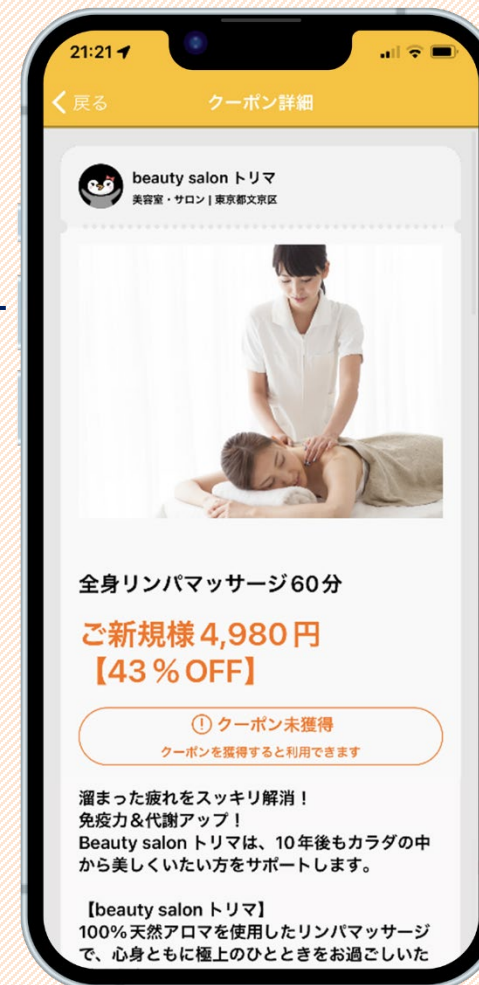 21:21
戻る
クーポン詳細
beauty salon トリマ
美容室・サロン | 東京都文京区
全身リンパマッサージ60分
ご新規様4,980円
【43%OFF】
クーポン未獲得
クーポンを獲得すると利用できます
溜まった疲れをスッキリ解消！
免疫力&代謝アップ！
Beauty salon トリマは、10年後もカラダの中
から美しくいたい方をサポートします。
【beauty salon トリマ】
100%天然アロマを使用したリンパマッサージ
で、心身ともに極上のひとときをお過ごしいた